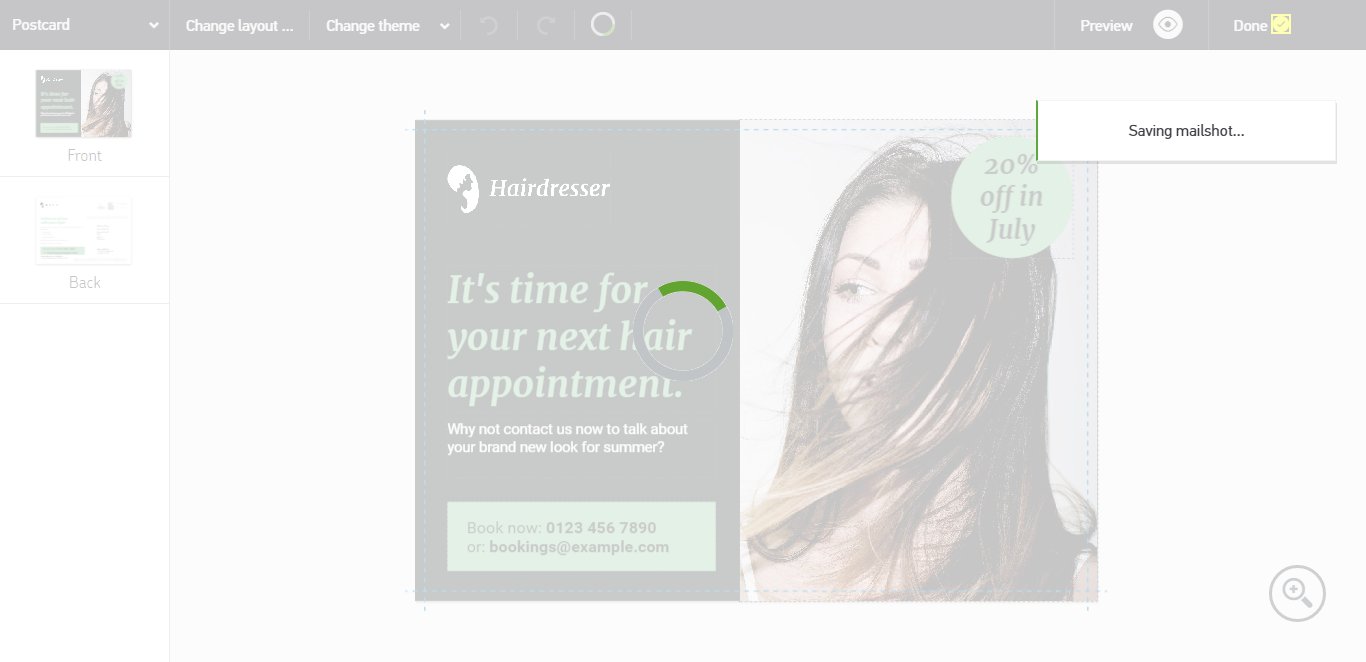 Postcard
Change layout ...
Change theme
Preview
Done
Front
Back
Saving mailshot...
Hairdresser
20%
off in
July
It's time for
your next hair
appointment.
Why not contact us now to talk about
your brand new look for summer?
Book now: 0123 456 7890
or: bookings@example.com